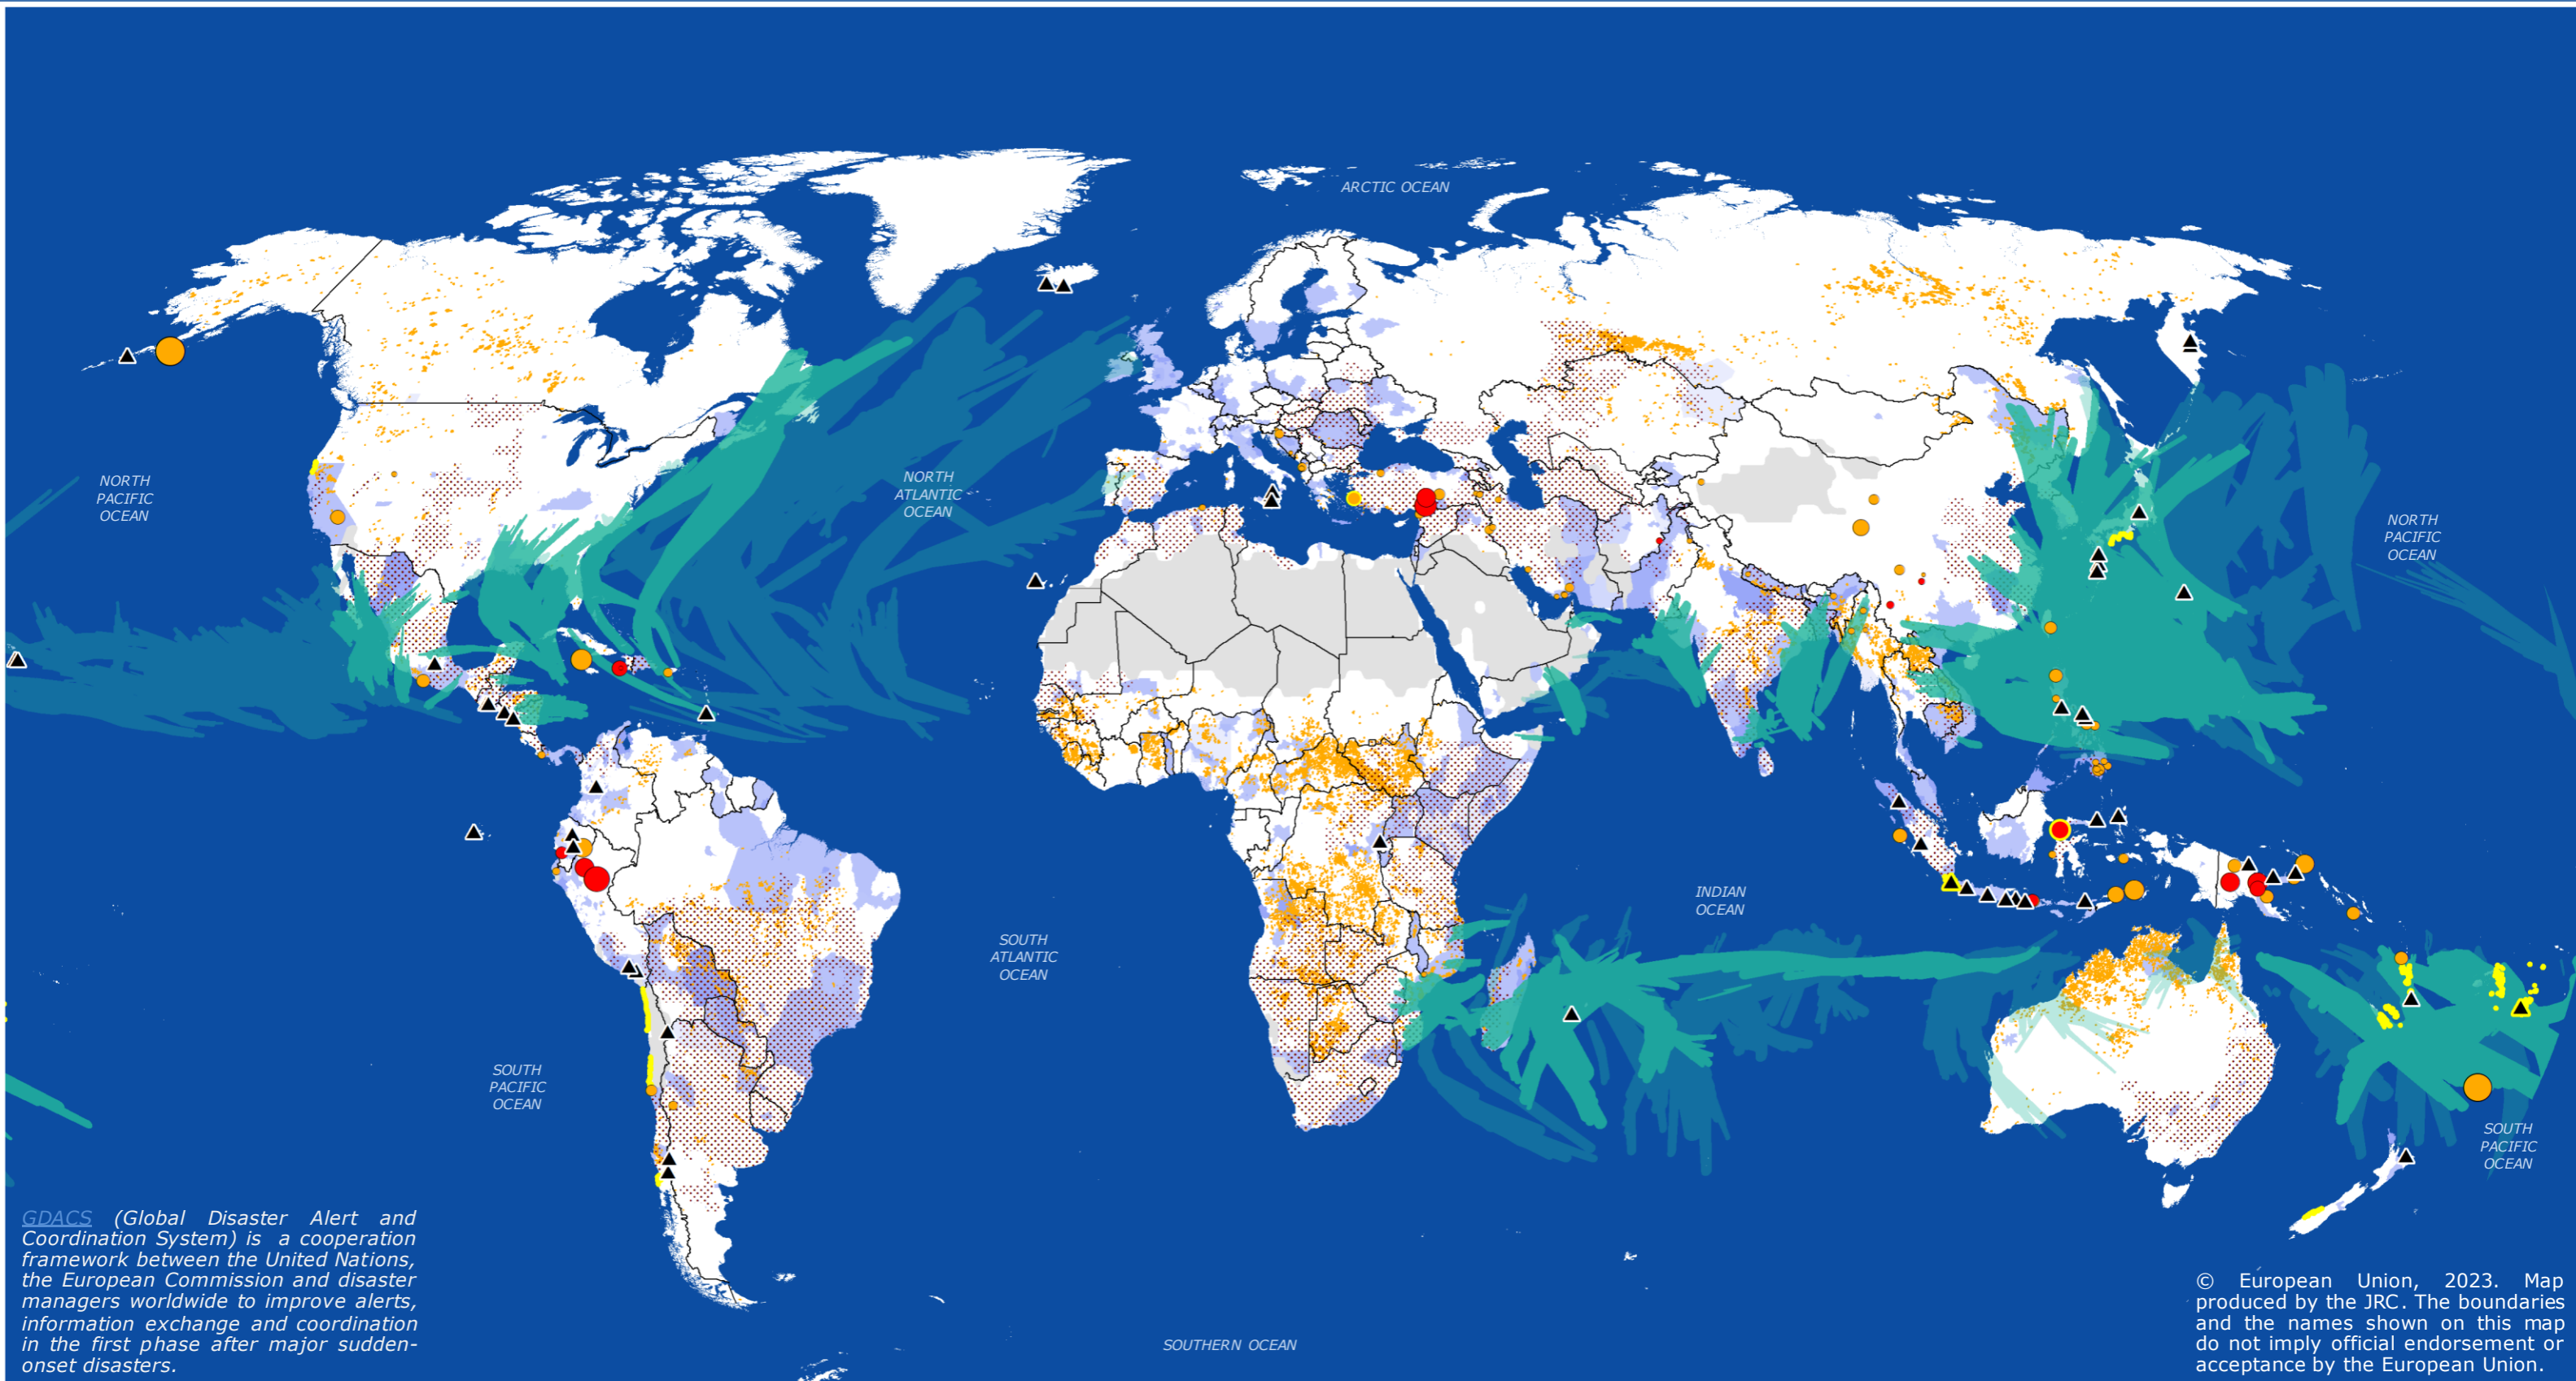 ARCTIC OCEAN
NORTH
PACIFIC
OCEAN
NORTH
ATLANTIC
OCEAN
NORTH
PACIFIC
OCEAN
INDIAN
OCEAN
SOUTH
ATLANTIC
OCEAN
SOUTH
PACIFIC
OCEAN
SOUTH
PACIFIC
OCEAN
SOUTHERN OCEAN
GDACS (Global Disaster Alert and
Coordination System) is a cooperation
framework between the United Nations,
the European Commission and disaster
managers worldwide to improve alerts,
information exchange and coordination
in the first phase after major sudden-
onset disasters.
© European Union, 2023. Map
produced by the JRC. The boundaries
and the names shown on this map
do not imply official endorsement or
acceptance by the European Union.